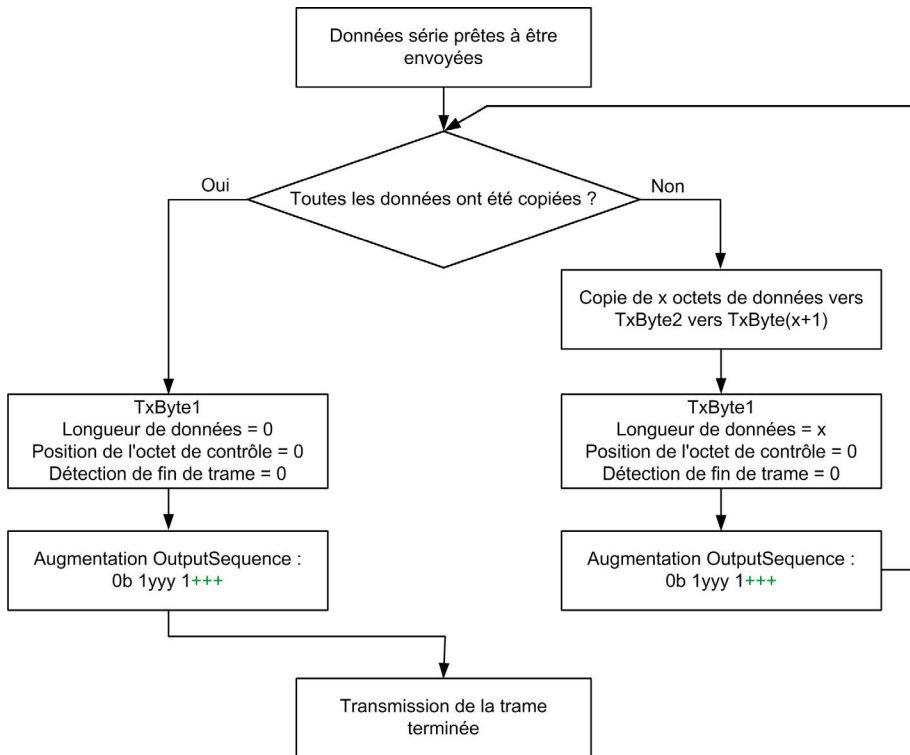 Données série prêtes à être
envoyées
Toutes les données ont été copiées ?
Oui
Non
Copie de x octets de données vers
TxByte2 vers TxByte(x+1)
TxByte1
Longueur de données = 0
Position de l'octet de contrôle = 0
Détection de fin de trame = 0
TxByte1
Longueur de données = x
Position de l'octet de contrôle = 0
Détection de fin de trame = 0
Augmentation OutputSequence :
0b 1yyy 1+++
Augmentation OutputSequence :
0b 1yyy 1+++
Transmission de la trame
terminée